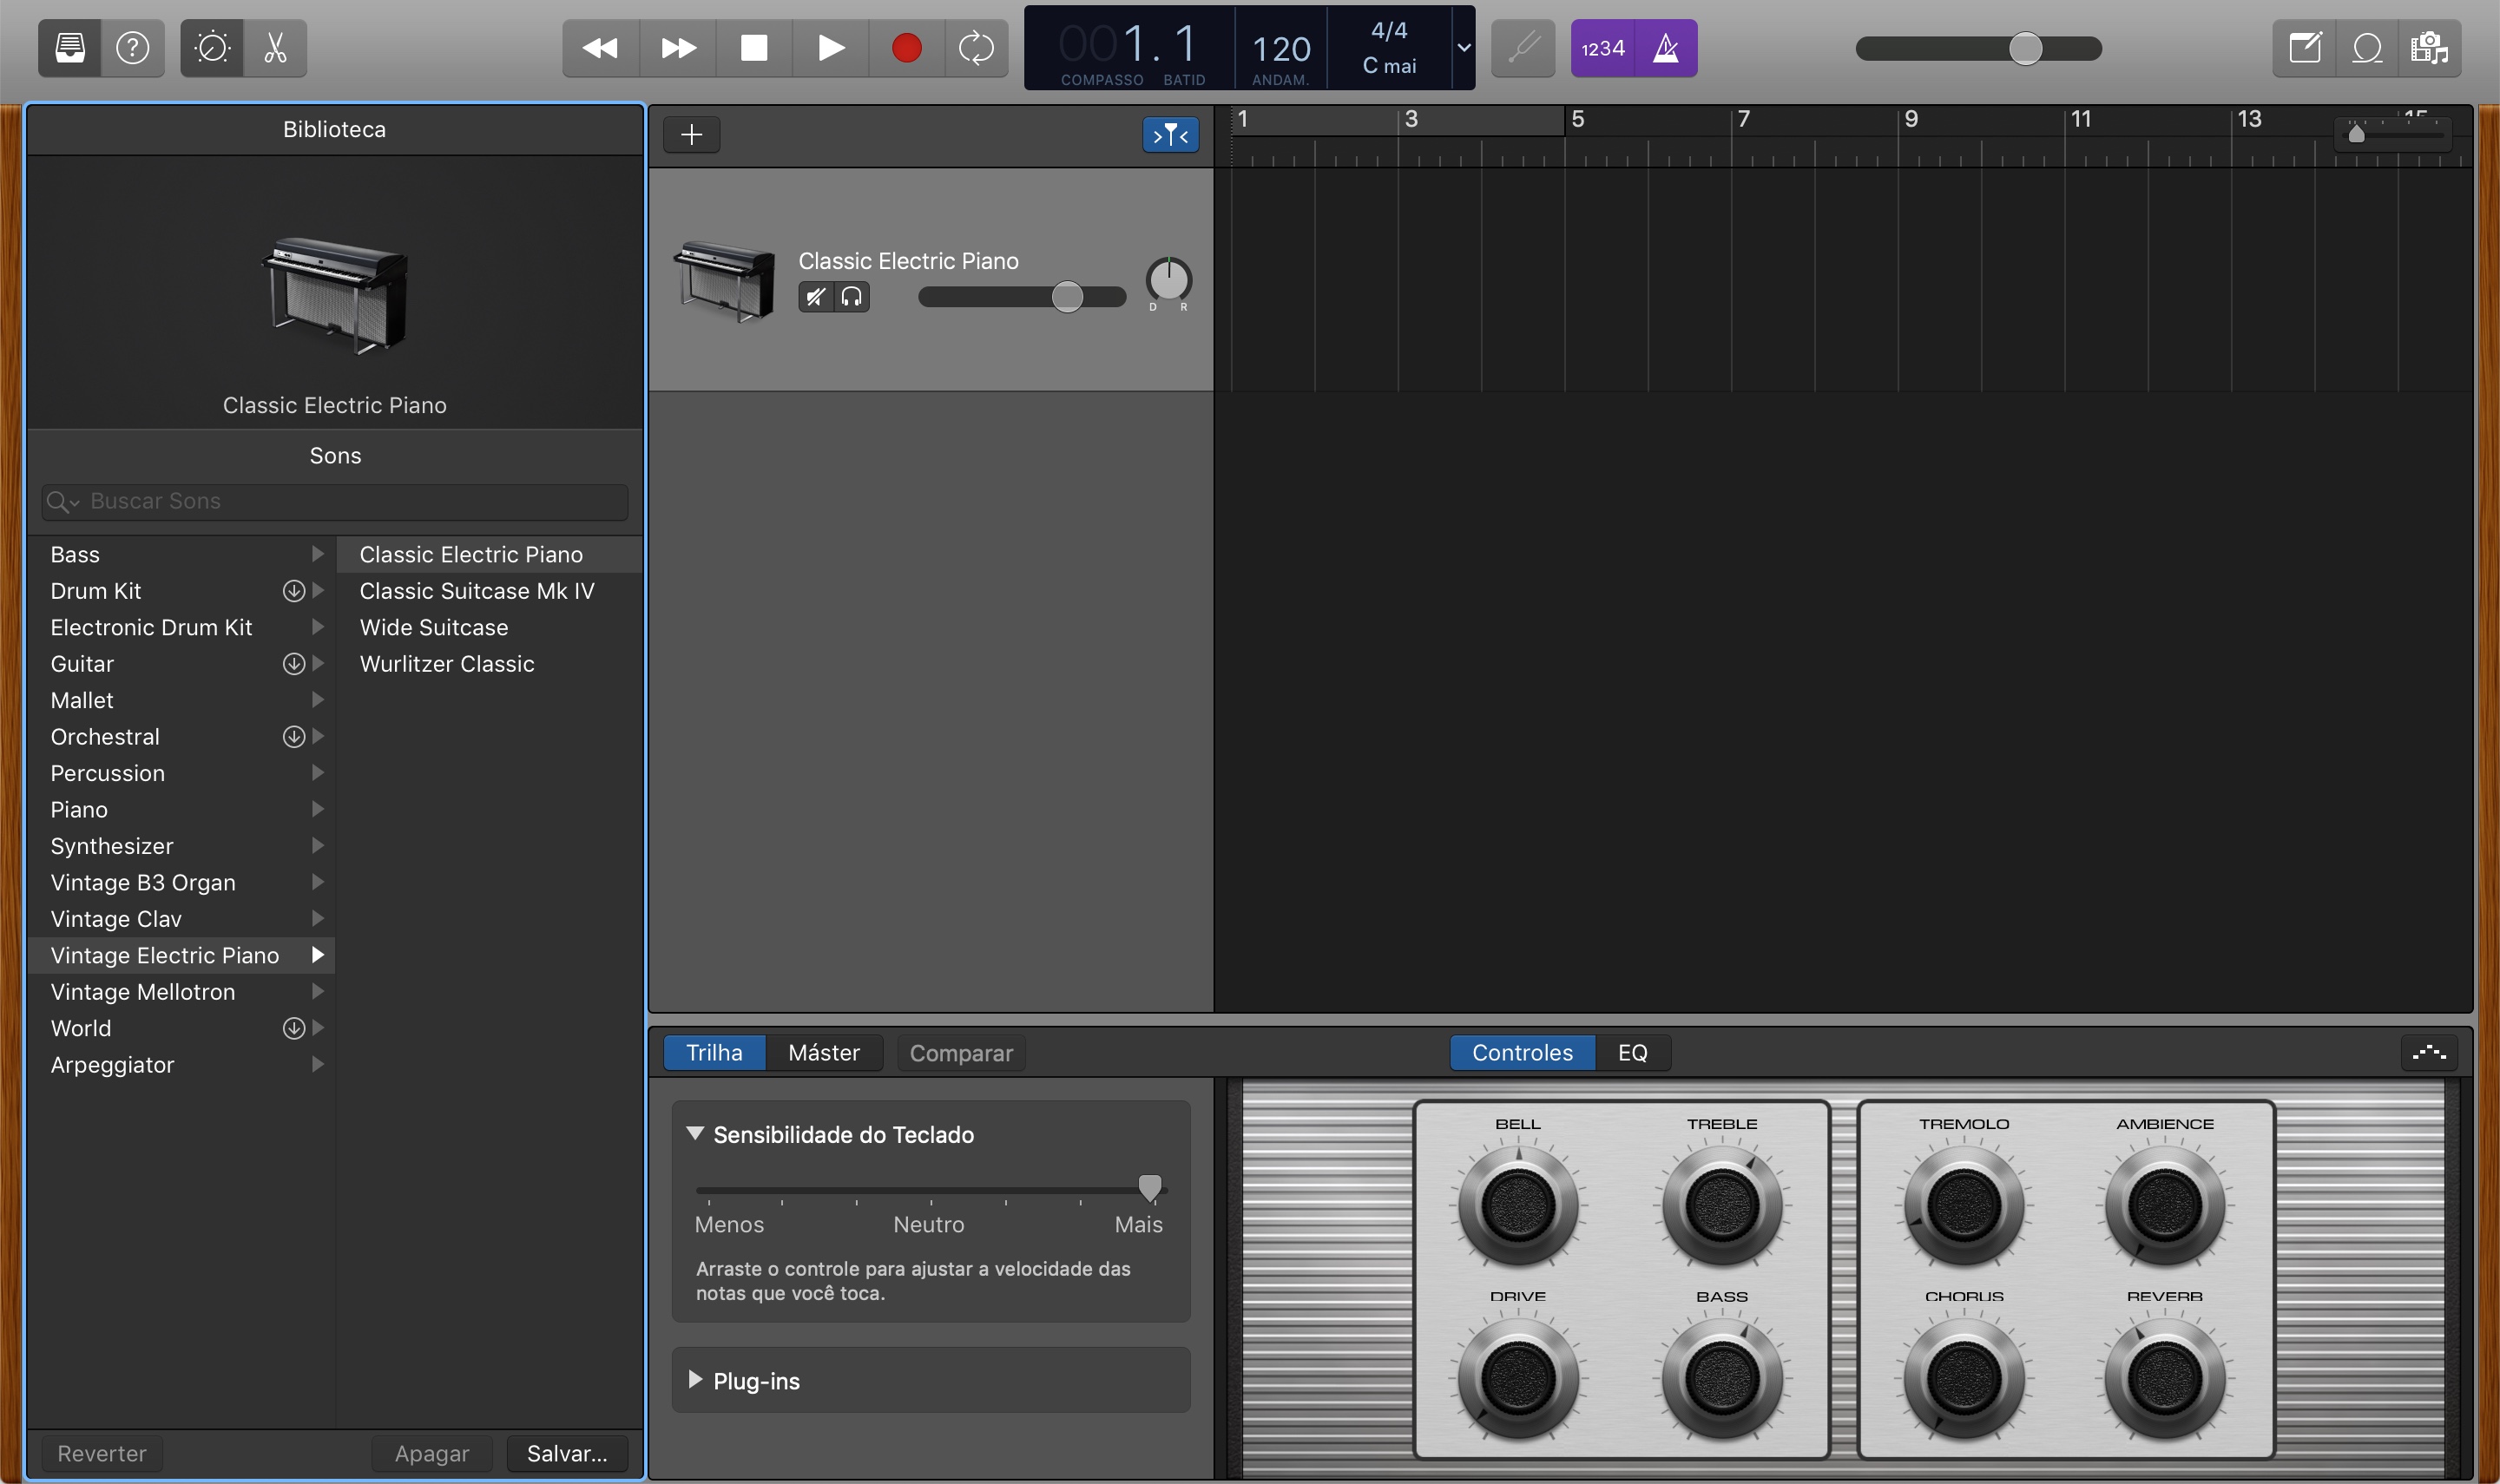 001. 1
COMPASSO BATID
120
ANDAM.
4/4
C mai
1234
Biblioteca
Classic Electric Piano
Sons
Buscar Sons
Bass
Drum Kit
Electronic Drum Kit
Guitar
Mallet
Orchestral
Percussion
Piano
Synthesizer
Vintage B3 Organ
Vintage Clav
Vintage Electric Piano
Vintage Mellotron
World
Arpeggiator
Classic Electric Piano
Classic Suitcase Mk IV
Wide Suitcase
Wurlitzer Classic
Reverter Apagar Salvar...
1 3 5 7 9 11 13 15
Classic Electric Piano
D R
Trilha Máster Comparar
Controles EQ
Sensibilidade do Teclado
Menos Neutro Mais
Arraste o controle para ajustar a velocidade das
notas que você toca.
Plug-ins
BELL TREBLE TREMOLO AMBIENCE
DRIVE BASS CHORUS REVERB